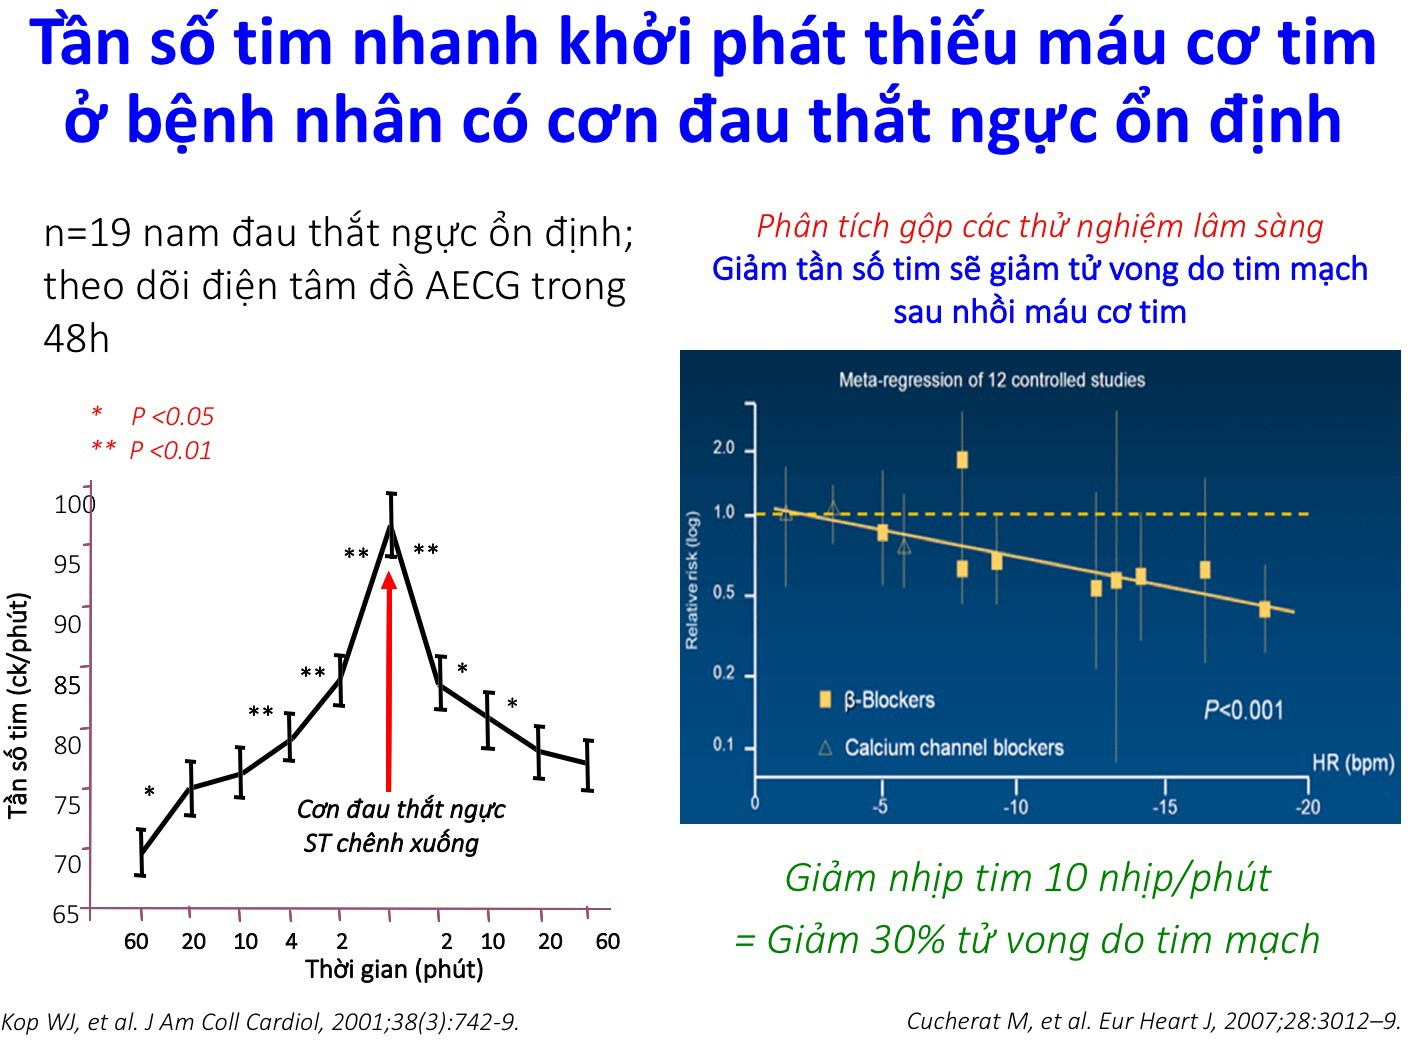 Tần số tim nhanh khởi phát thiếu máu cơ tim
ở bệnh nhân có cơn đau thắt ngực ổn định
n=19 nam đau thắt ngực ổn định;
theo dõi điện tâm đồ AECG trong
48h
* P <0.05
** P <0.01
100
95
90
85
80
75
70
65
Tần số tim (ck/phút)
*
**
**
**
**
*
*
Cơn đau thắt ngực
ST chênh xuống
60 20 10 4 2 2 10 20 60
Thời gian (phút)
Kop WJ, et al. J Am Coll Cardiol, 2001;38(3):742-9.
Phân tích gộp các thử nghiệm lâm sàng
Giảm tần số tim sẽ giảm tử vong do tim mạch
sau nhồi máu cơ tim
Meta-regression of 12 controlled studies
2.0
1.0
0.5
0.2
0.1
Relative risk (log)
β-Blockers
Calcium channel blockers
P<0.001
HR (bpm)
0 -5 -10 -15 -20
Giảm nhịp tim 10 nhịp/phút
= Giảm 30% tử vong do tim mạch
Cucherat M, et al. Eur Heart J, 2007;28:3012–9.